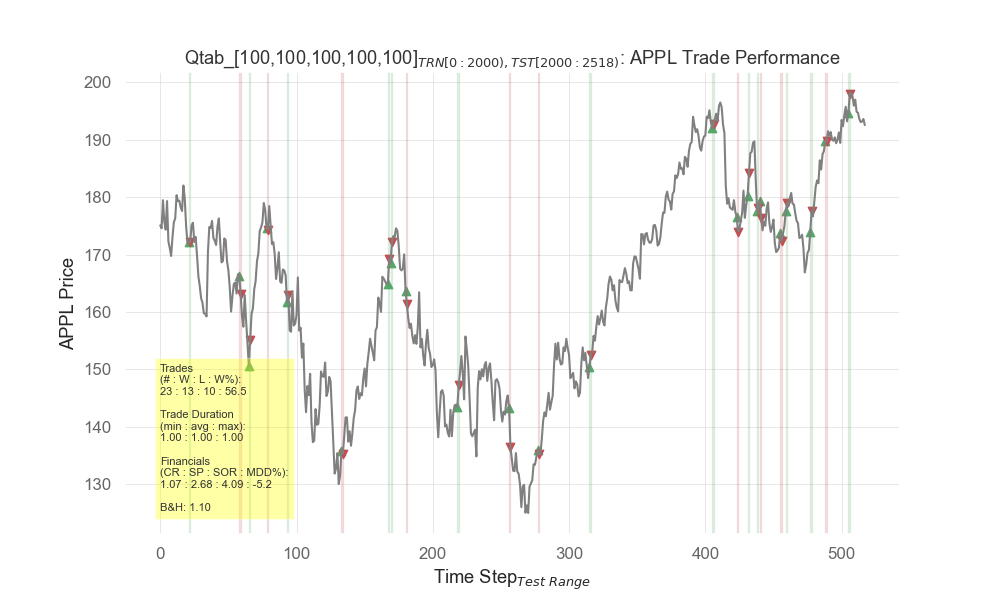 Qtab_[100,100,100,100,100]TRN[0 : 2000), TST[2000 : 2518): APPL Trade Performance
200
190
180
170
160
150
140
130
APPL Price
Trades
(# : W : L : W%):
23 : 13 : 10 : 56.5
Trade Duration
(min : avg : max):
1.00 : 1.00 : 1.00
Financials
(CR : SP : SOR : MDD%):
1.07 : 2.68 : 4.09 : -5.2
B&H: 1.10
0 100 200 300 400 500
Time StepTest Range